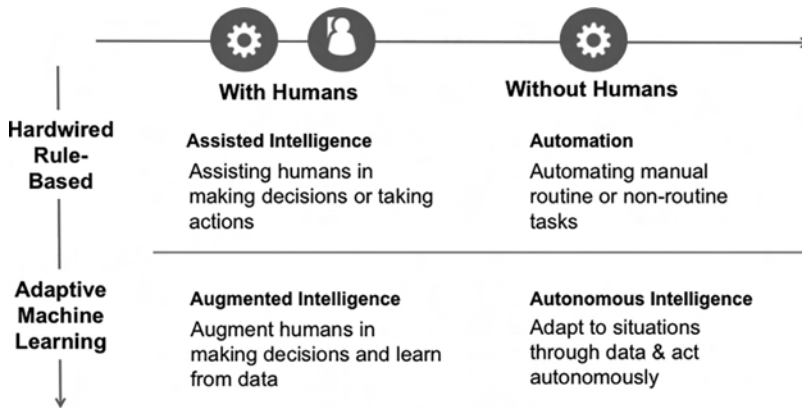 With Humans
Without Humans
Hardwired
Rule-
Based
Assisted Intelligence
Assisting humans in
making decisions or taking
actions
Automation
Automating manual
routine or non-routine
tasks
Adaptive
Machine
Learning
Augmented Intelligence
Augment humans in
making decisions and learn
from data
Autonomous Intelligence
Adapt to situations
through data & act
autonomously